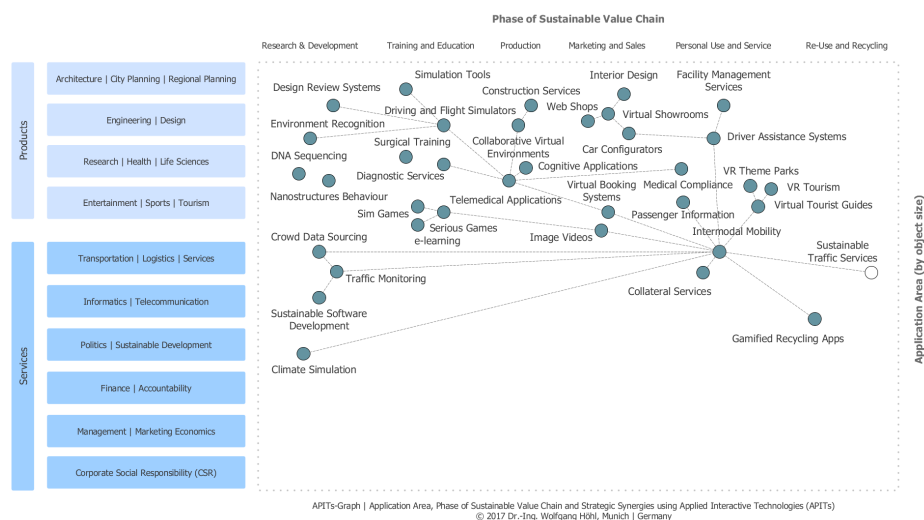 Phase of Sustainable Value Chain
Research & Development
Training and Education
Production
Marketing and Sales
Personal Use and Service
Re-Use and Recycling
Products
Architecture | City Planning | Regional Planning
Engineering | Design
Research | Health | Life Sciences
Entertainment | Sports | Tourism
Services
Transportation | Logistics | Services
Informatics | Telecommunication
Politics | Sustainable Development
Finance | Accountability
Management | Marketing Economics
Corporate Social Responsibility (CSR)
Simulation Tools
Design Review Systems
Driving and Flight Simulators
Environment Recognition
Surgical Training
DNA Sequencing
Diagnostic Services
Nanostructures Behaviour
Sim Games
Serious Games
e-learning
Crowd Data Sourcing
Traffic Monitoring
Sustainable Software
Development
Climate Simulation
Construction Services
Collaborative Virtual
Environments
Cognitive Applications
Telemedical Applications
Interior Design
Web Shops
Virtual Showrooms
Car Configurators
Virtual Booking
Systems
Image Videos
Facility Management
Services
Driver Assistance Systems
Medical Compliance
VR Theme Parks
VR Tourism
Virtual Tourist Guides
Passenger Information
Intermodal Mobility
Collateral Services
Sustainable
Traffic Services
Gamified Recycling Apps
Application Area (by object size)
APITs-Graph | Application Area, Phase of Sustainable Value Chain and Strategic Synergies using Applied Interactive Technologies (APITs)
© 2017 Dr.-Ing. Wolfgang Höhl, Munich | Germany